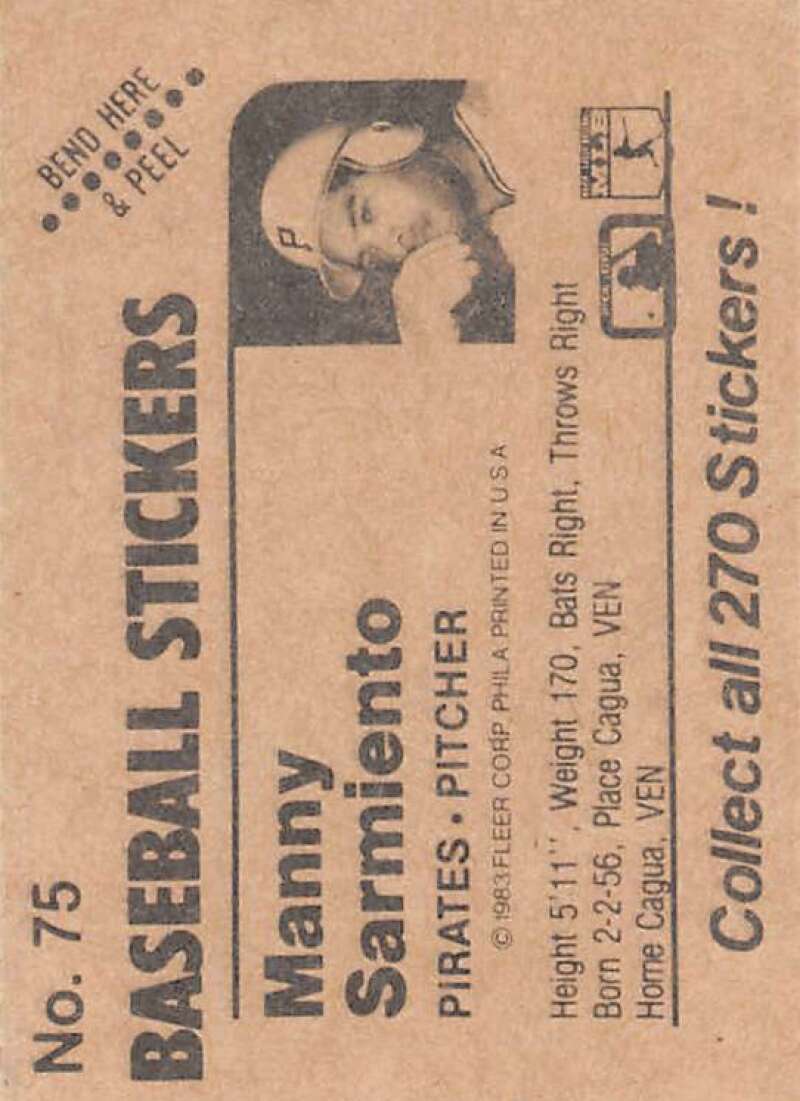 No. 75
BEND HERE
& PEEL
BASEBALL STICKERS
P
Manny
Sarmiento
PIRATES • PITCHER
© 1983 FLEER CORP. PHILA PRINTED IN U S A
Height 5'11'', Weight 170, Bats Right, Throws Right
Born 2-2-56, Place Cagua, VEN
Home Cagua, VEN
Collect all 270 Stickers!